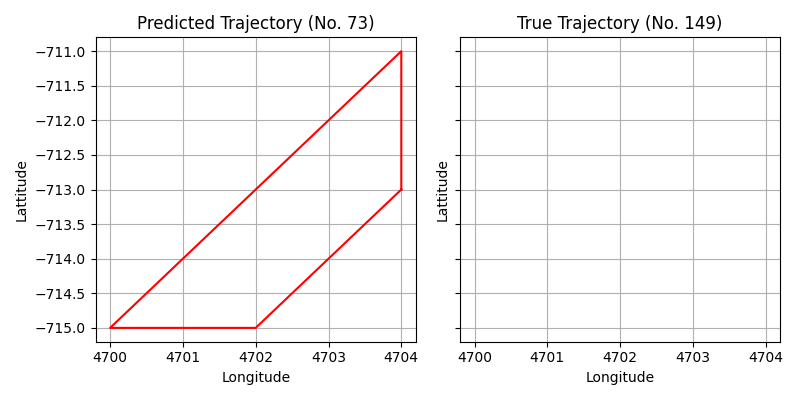 Predicted Trajectory (No. 73)
True Trajectory (No. 149)
−711.0
−711.5
−712.0
−712.5
−713.0
−713.5
−714.0
−714.5
−715.0
Lattitude
Lattitude
4700 4701 4702 4703 4704
4700 4701 4702 4703 4704
Longitude
Longitude